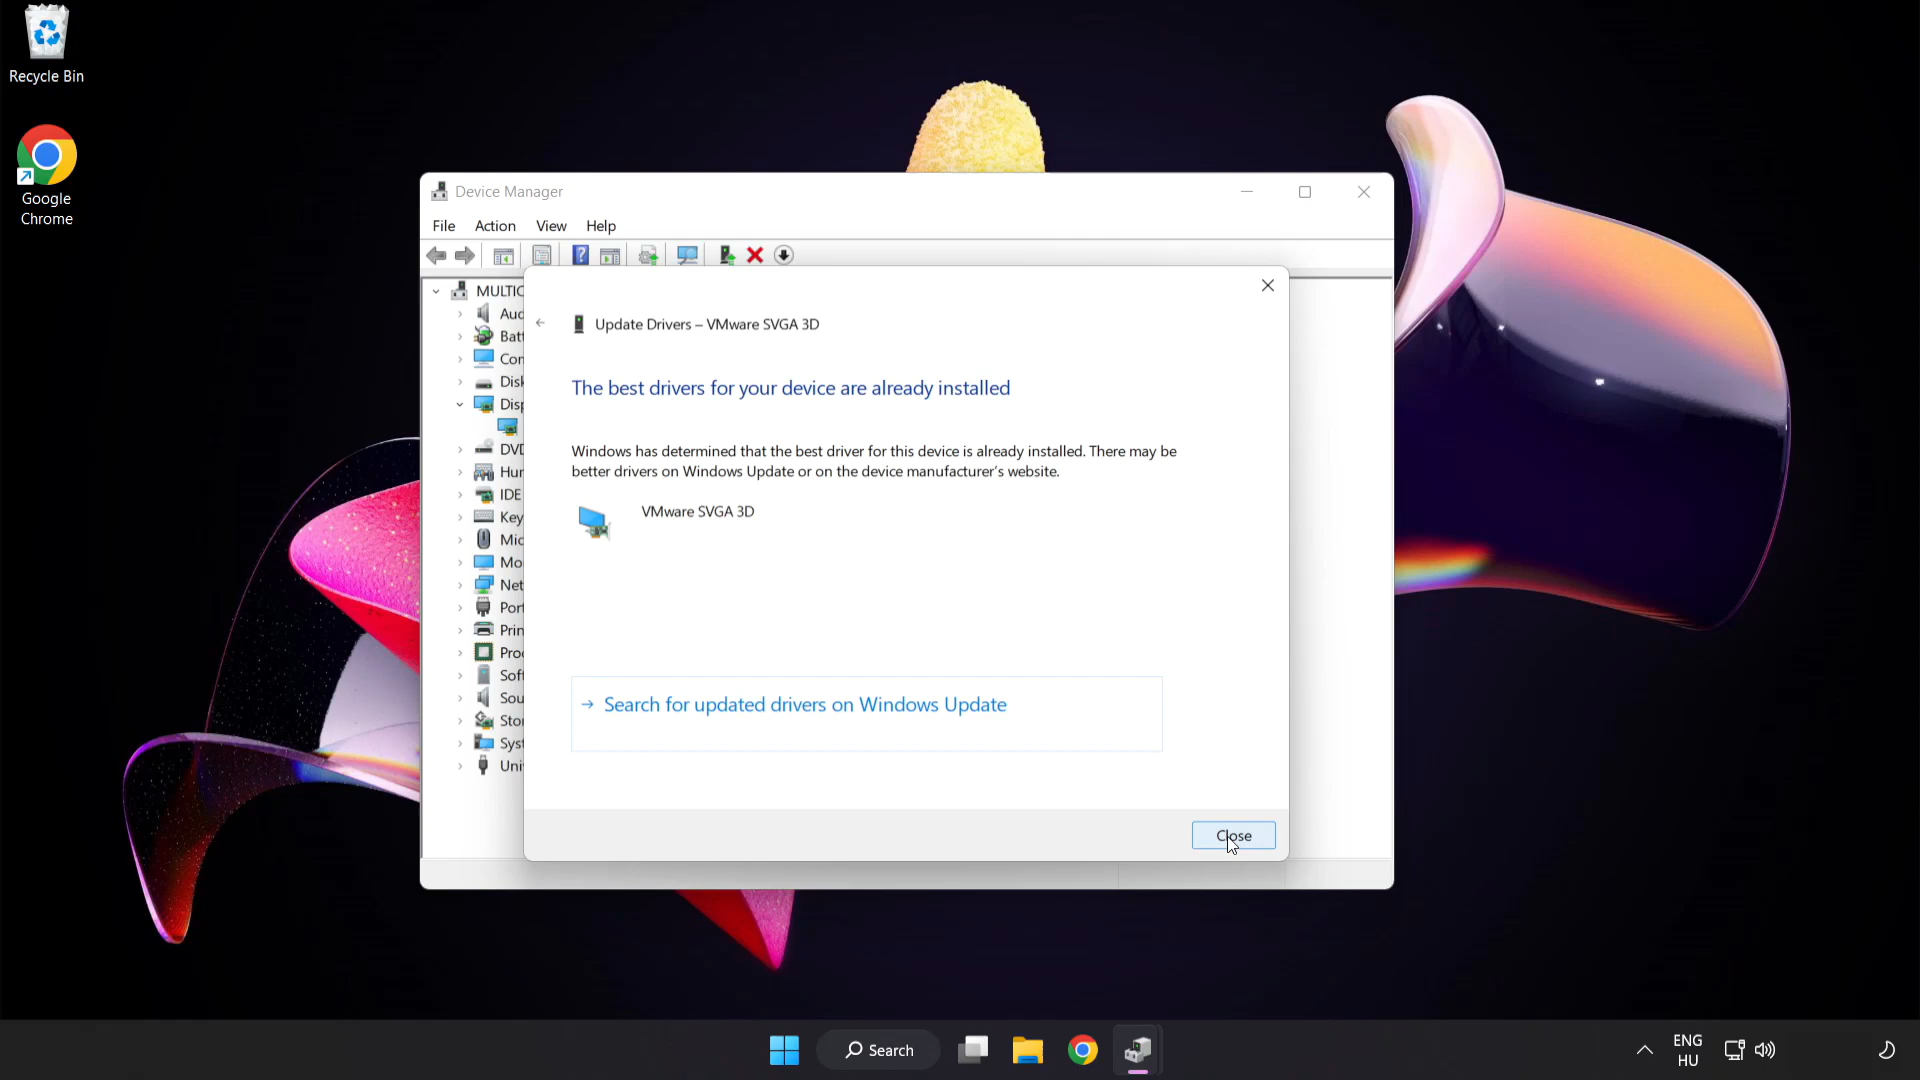 Recycle Bin
Google
Chrome
Device Manager
File Action View Help
Update Drivers – VMware SVGA 3D
The best drivers for your device are already installed
Windows has determined that the best driver for this device is already installed. There may be
better drivers on Windows Update or on the device manufacturer's website.
VMware SVGA 3D
→ Search for updated drivers on Windows Update
Close
MULTIC
Aud
Batt
Con
Disk
Disp
DVD
Hur
IDE
Key
Mic
Mo
Net
Port
Prin
Proc
Soft
Sou
Stor
Syst
Uni
Search
ENG
HU